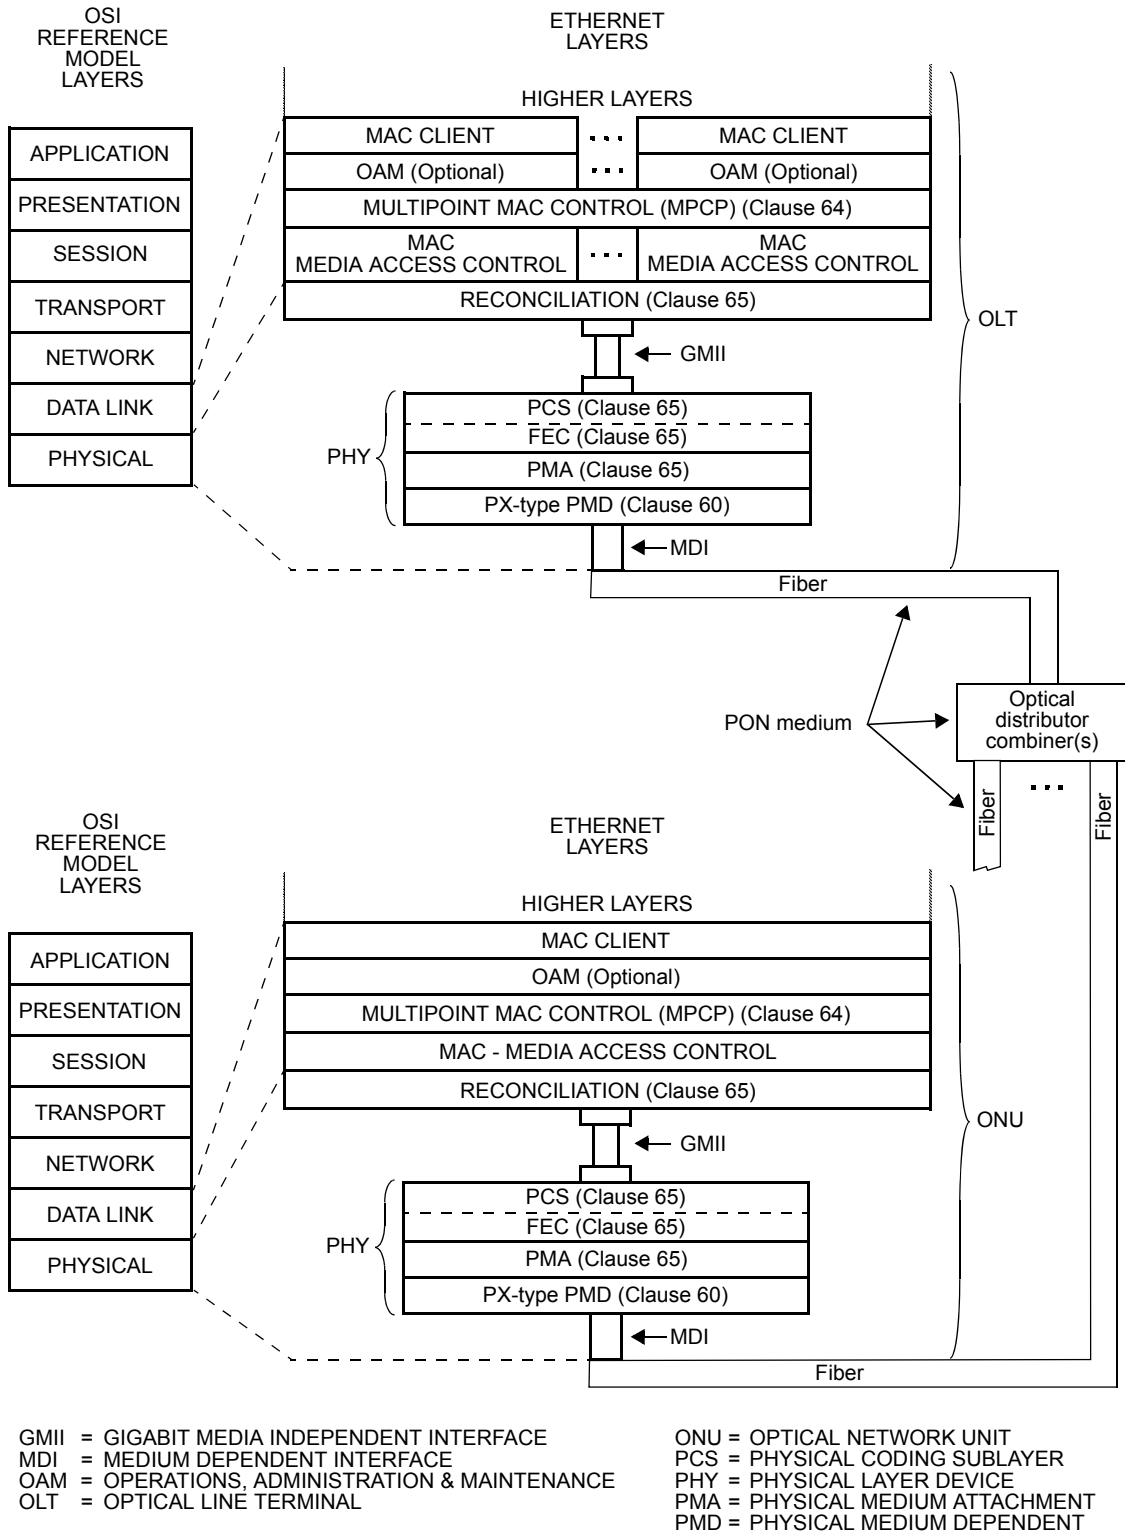 OSI
REFERENCE
MODEL
LAYERS
ETHERNET
LAYERS
HIGHER LAYERS
APPLICATION
PRESENTATION
SESSION
TRANSPORT
NETWORK
DATA LINK
PHYSICAL
MAC CLIENT
...
MAC CLIENT
OAM (Optional)
...
OAM (Optional)
MULTIPOINT MAC CONTROL (MPCP) (Clause 64)
MAC
MEDIA ACCESS CONTROL
...
MAC
MEDIA ACCESS CONTROL
RECONCILIATION (Clause 65)
OLT
GMII
PHY
PCS (Clause 65)
FEC (Clause 65)
PMA (Clause 65)
PX-type PMD (Clause 60)
MDI
Fiber
PON medium
Optical
distributor
combiner(s)
Fiber
...
Fiber
OSI
REFERENCE
MODEL
LAYERS
ETHERNET
LAYERS
HIGHER LAYERS
APPLICATION
PRESENTATION
SESSION
TRANSPORT
NETWORK
DATA LINK
PHYSICAL
MAC CLIENT
OAM (Optional)
MULTIPOINT MAC CONTROL (MPCP) (Clause 64)
MAC - MEDIA ACCESS CONTROL
RECONCILIATION (Clause 65)
ONU
GMII
PHY
PCS (Clause 65)
FEC (Clause 65)
PMA (Clause 65)
PX-type PMD (Clause 60)
MDI
Fiber
GMII = GIGABIT MEDIA INDEPENDENT INTERFACE
MDI = MEDIUM DEPENDENT INTERFACE
OAM = OPERATIONS, ADMINISTRATION & MAINTENANCE
OLT = OPTICAL LINE TERMINAL
ONU = OPTICAL NETWORK UNIT
PCS = PHYSICAL CODING SUBLAYER
PHY = PHYSICAL LAYER DEVICE
PMA = PHYSICAL MEDIUM ATTACHMENT
PMD = PHYSICAL MEDIUM DEPENDENT